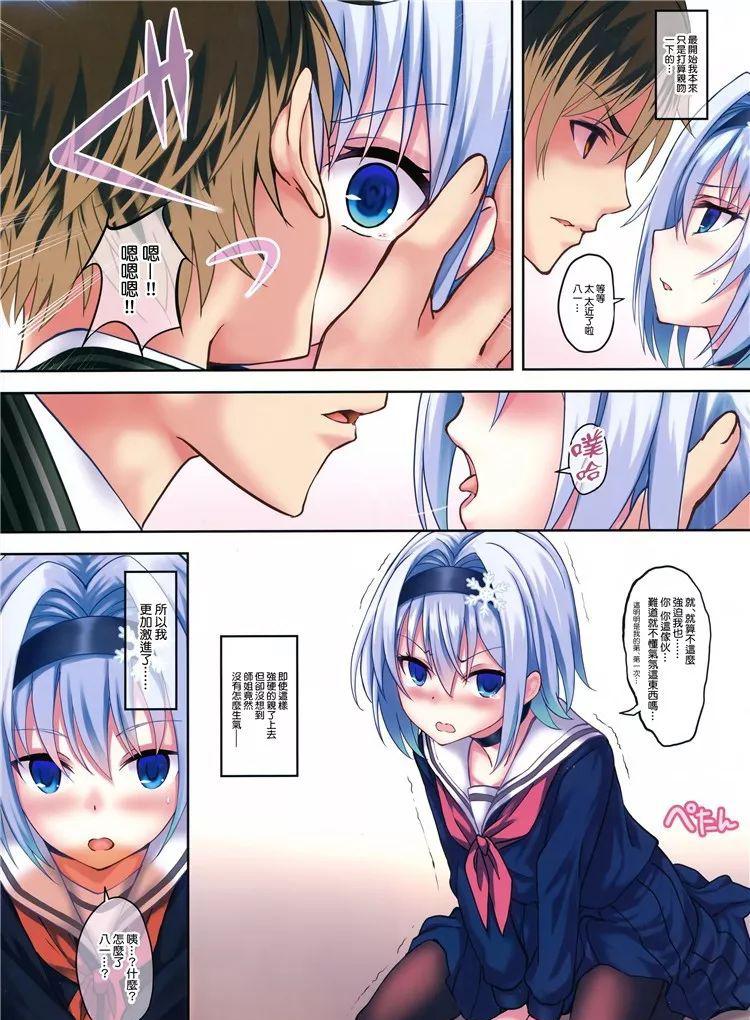 最開始我本來
只是打算親吻
一下的…
等等
太 太近了啦
八一…
嗯ー!!
嗯嗯嗯!!
噗哈
就、就算不這麼
強迫我也……
你 你這傢伙…
難道就不懂氣氛這東西嗎…
這明明是我的第、第一次…
ぺたん
即使這樣
強硬的親了上去
但卻沒想到
師姐竟然
沒有怎麼生氣──
所以我
更加激進了……
咦…？什麼？
怎麼了
八一…？